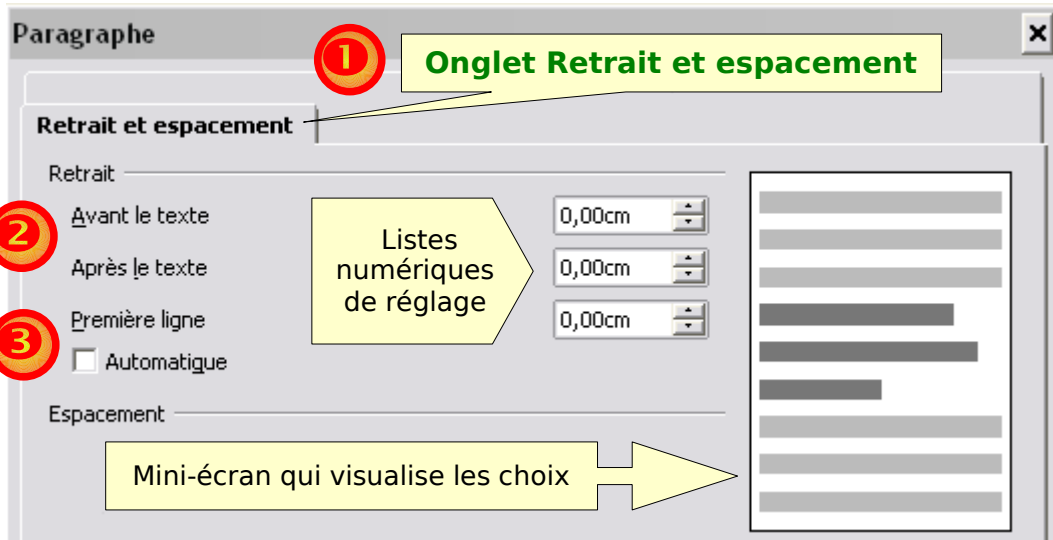 Paragraphe
1
Onglet Retrait et espacement
Retrait et espacement
Retrait
2
Avant le texte
0,00cm
Après le texte
0,00cm
Listes
numériques
de réglage
3
Première ligne
0,00cm
Automatique
Espacement
Mini-écran qui visualise les choix